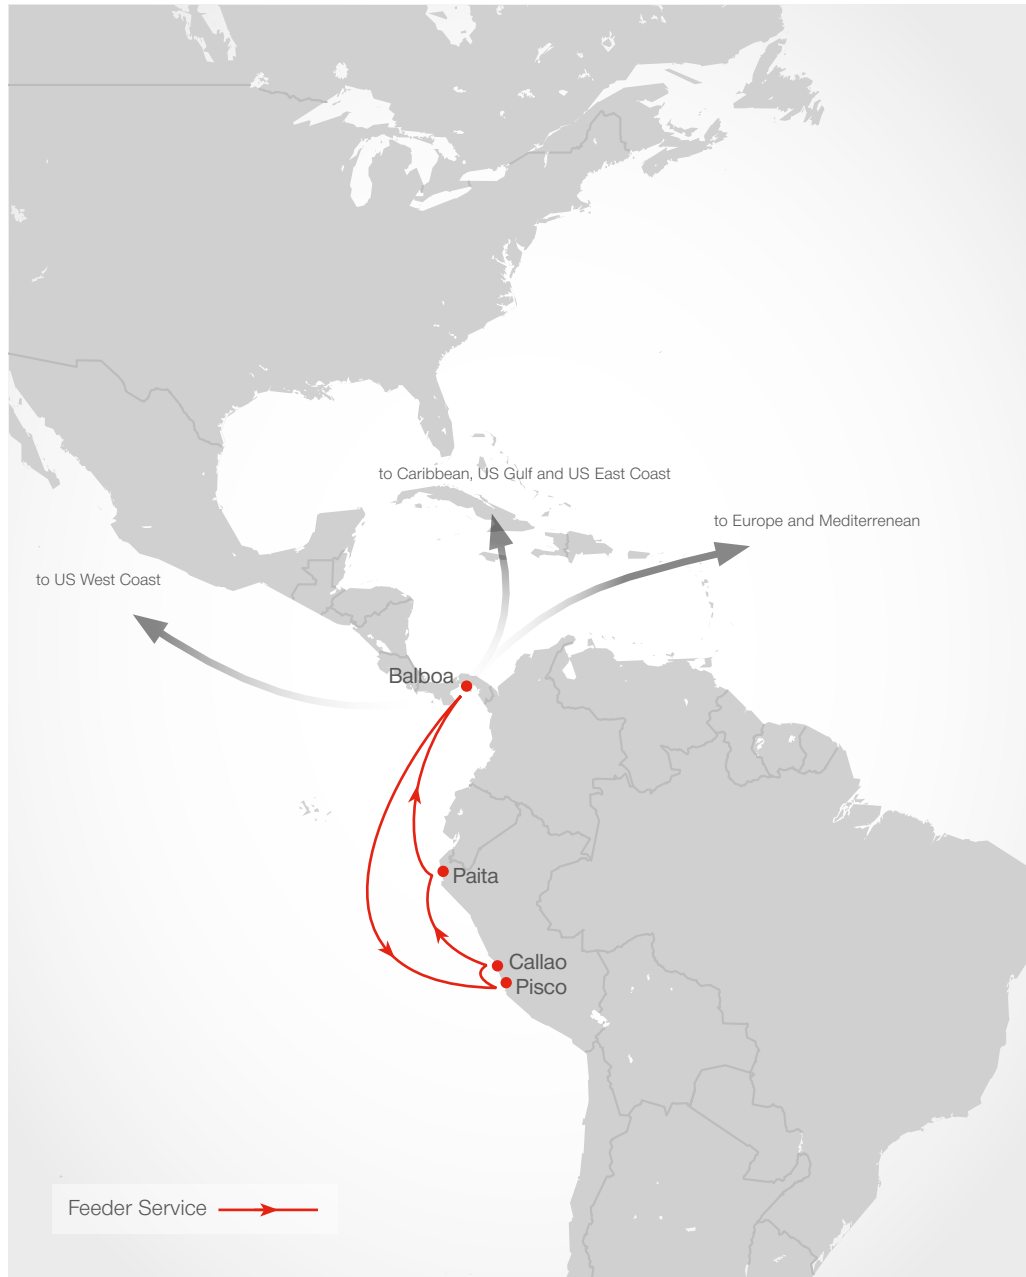 to Caribbean, US Gulf and US East Coast
to Europe and Mediterrenean
to US West Coast
Balboa
Paita
Callao
Pisco
Feeder Service